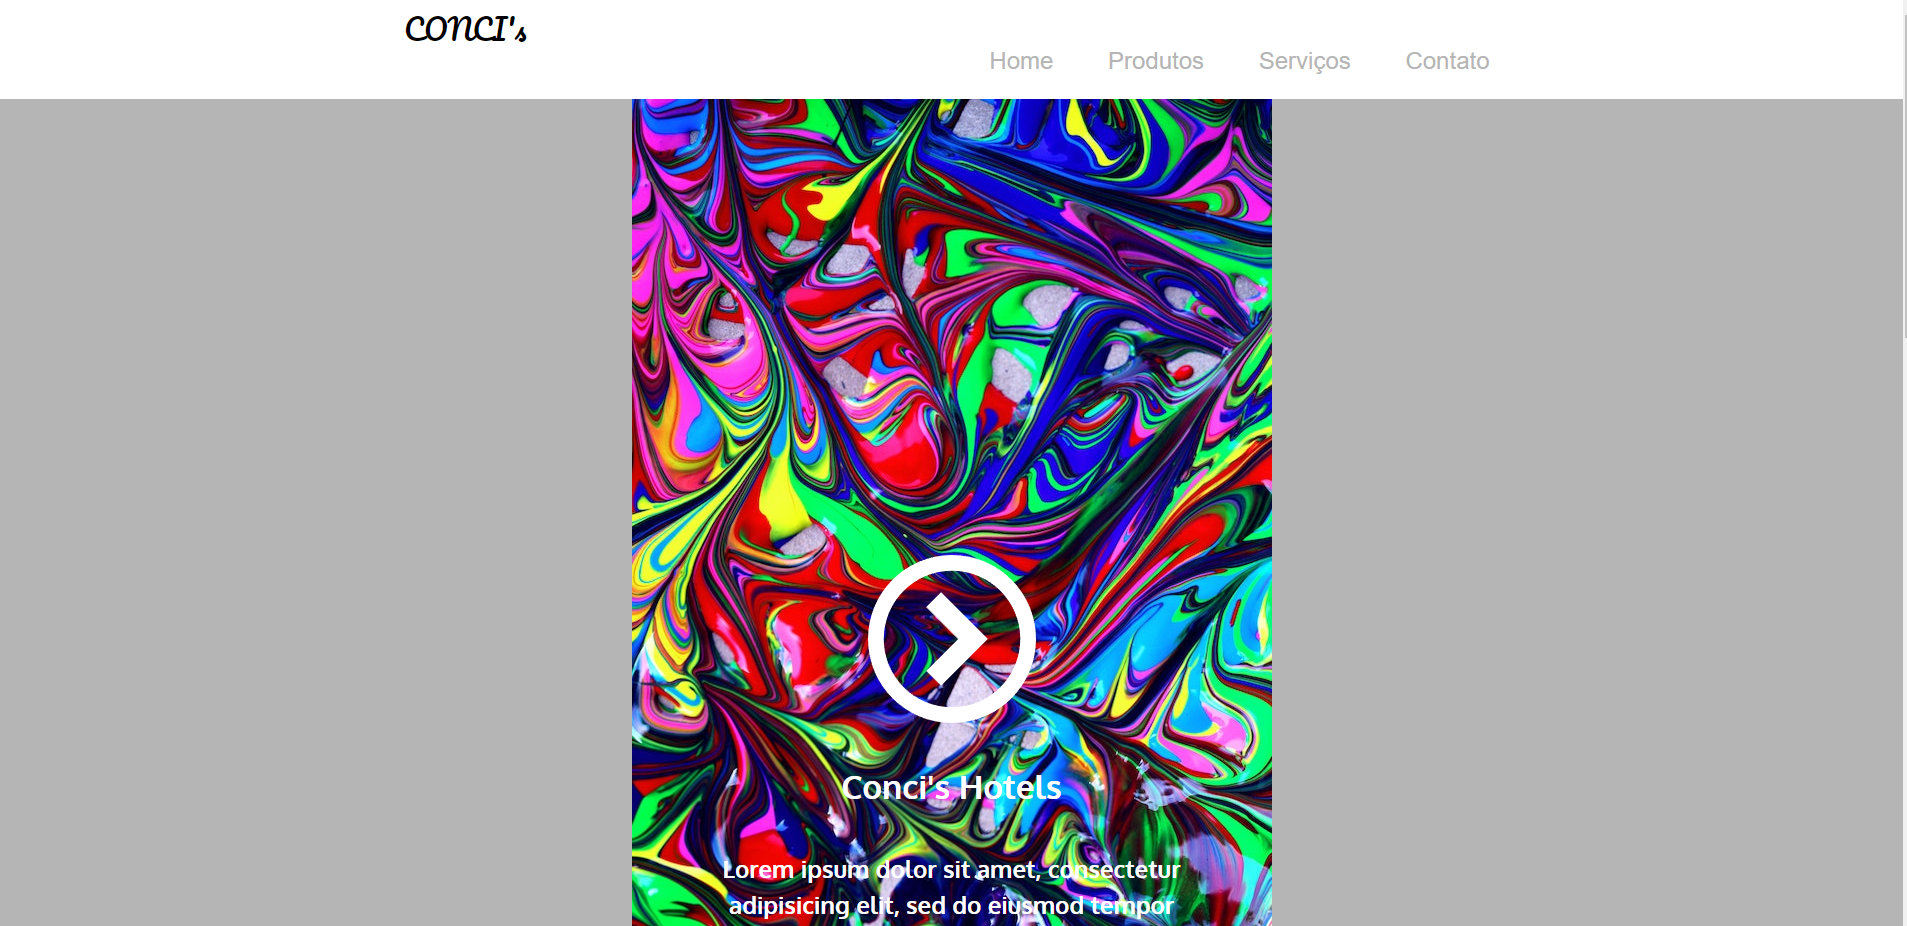 CONCI's
Home Produtos Serviços Contato
Conci's Hotels
Lorem ipsum dolor sit amet, consectetur
adipisicing elit, sed do eiusmod tempor